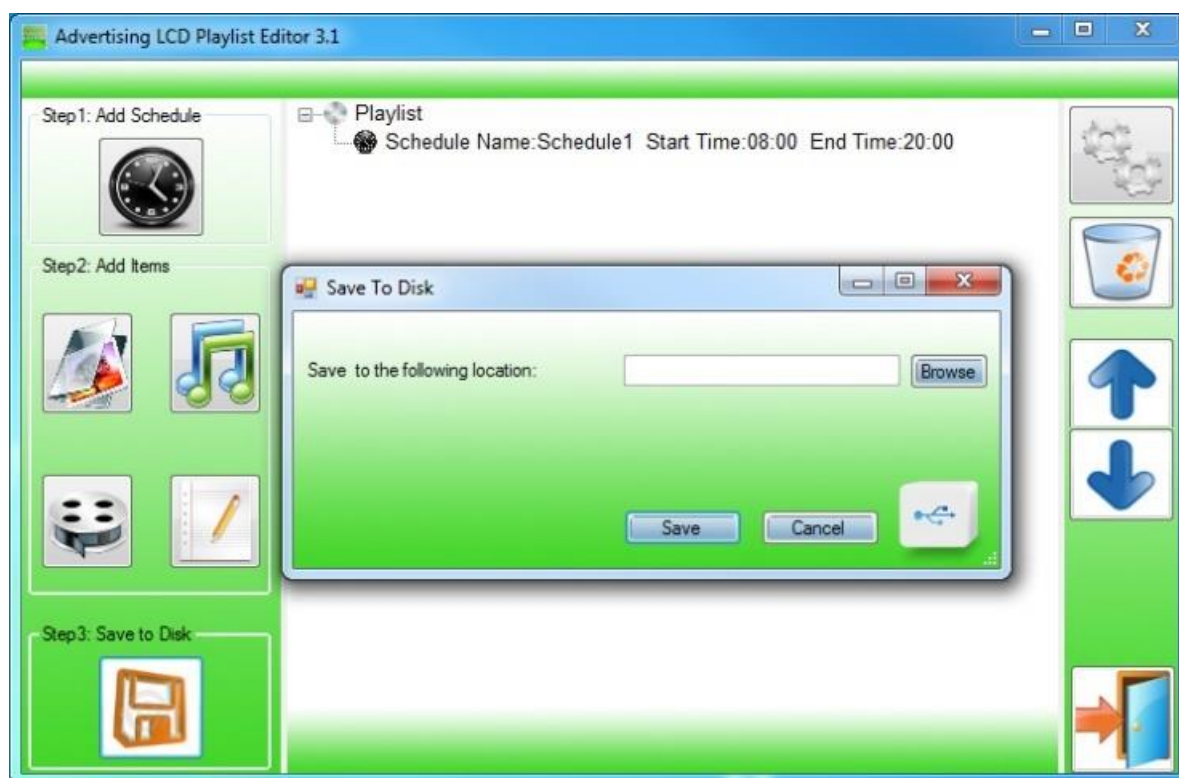 Advertising LCD Playlist Editor 3.1
Step1: Add Schedule
Playlist
Schedule Name:Schedule1 Start Time:08:00 End Time:20:00
Step2: Add Items
Save To Disk
Save to the following location:
Browse
Save
Cancel
Step3: Save to Disk